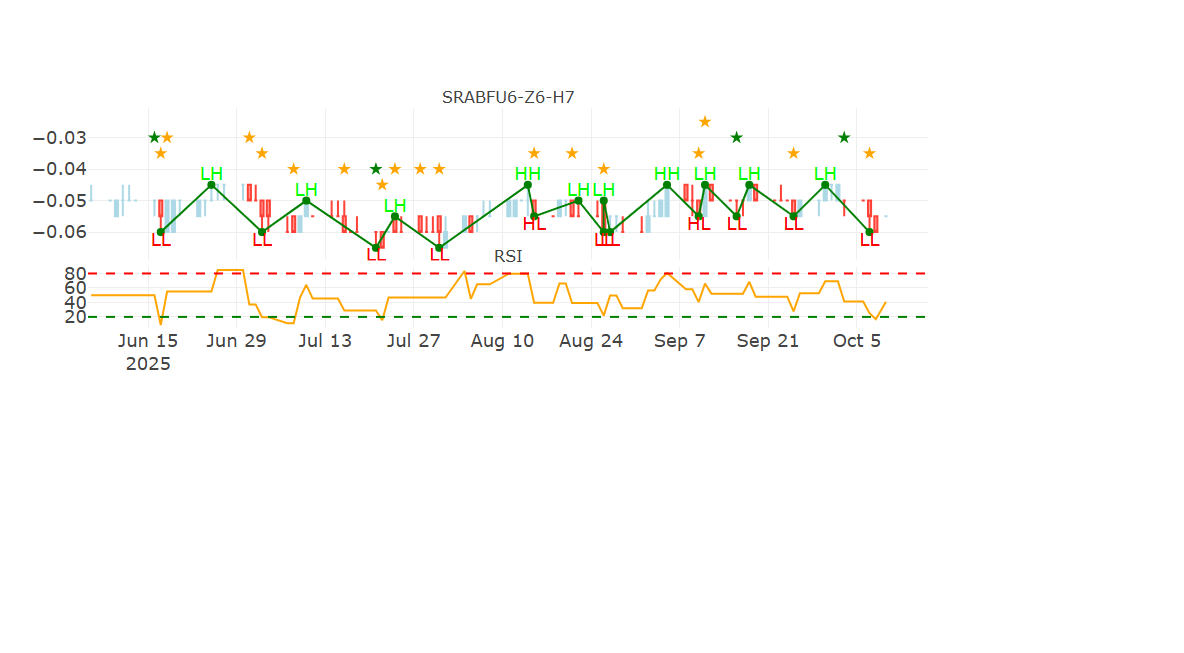 SRABFU6-Z6-H7
−0.03
−0.04
−0.05
−0.06
LH LH LH HH LH LH HH LH LH LH
LL LL LL LL HL LL LL HL LL LL LL
RSI
80
60
40
20
Jun 15 Jun 29 Jul 13 Jul 27 Aug 10 Aug 24 Sep 7 Sep 21 Oct 5
2025